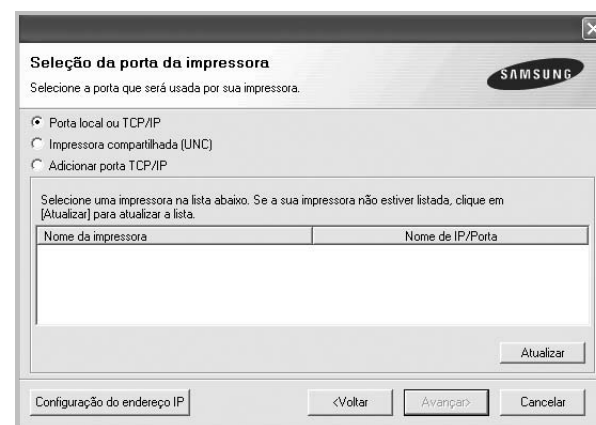 Seleção da porta da impressora
Selecione a porta que será usada por sua impressora.
SAMSUNG
Porta local ou TCP/IP
Impressora compartilhada (UNC)
Adicionar porta TCP/IP
Selecione uma impressora na lista abaixo. Se a sua impressora não estiver listada, clique em
[Atualizar] para atualizar a lista.
Nome da impressora Nome de IP/Porta
Atualizar
Configuração do endereço IP <Voltar Avançar> Cancelar